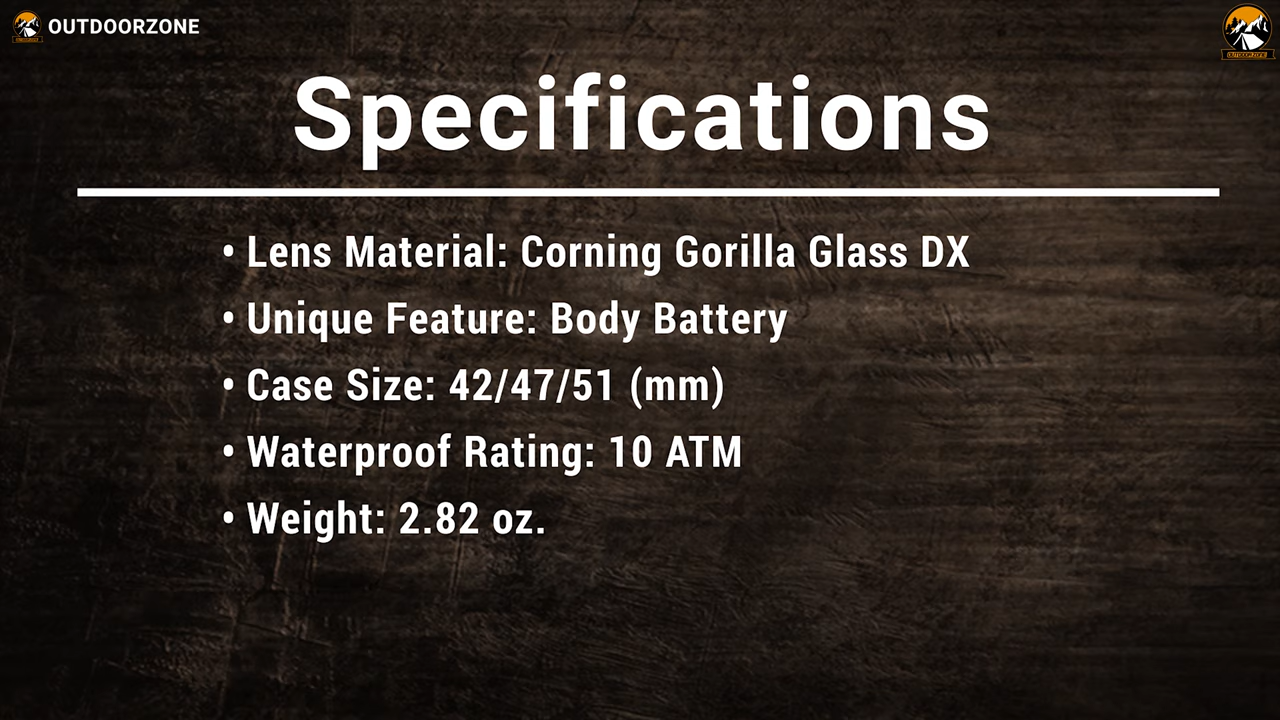 OUTDOORZONE
Specifications
• Lens Material: Corning Gorilla Glass DX
• Unique Feature: Body Battery
• Case Size: 42/47/51 (mm)
• Waterproof Rating: 10 ATM
• Weight: 2.82 oz.
OUTDOORZONE